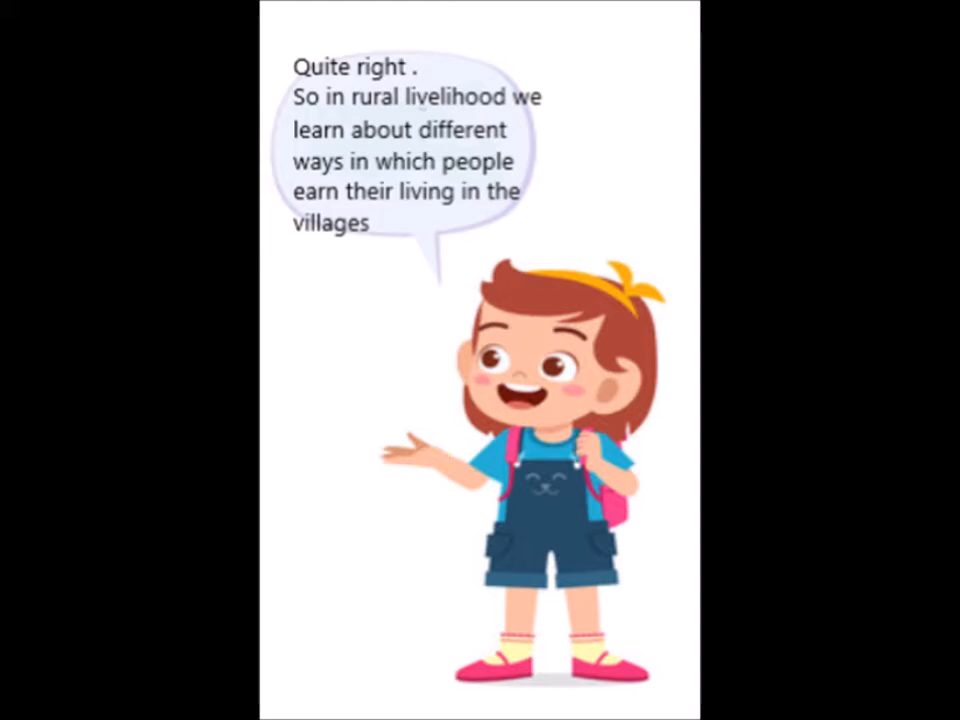 Quite right .
So in rural livelihood we
learn about different
ways in which people
earn their living in the
villages